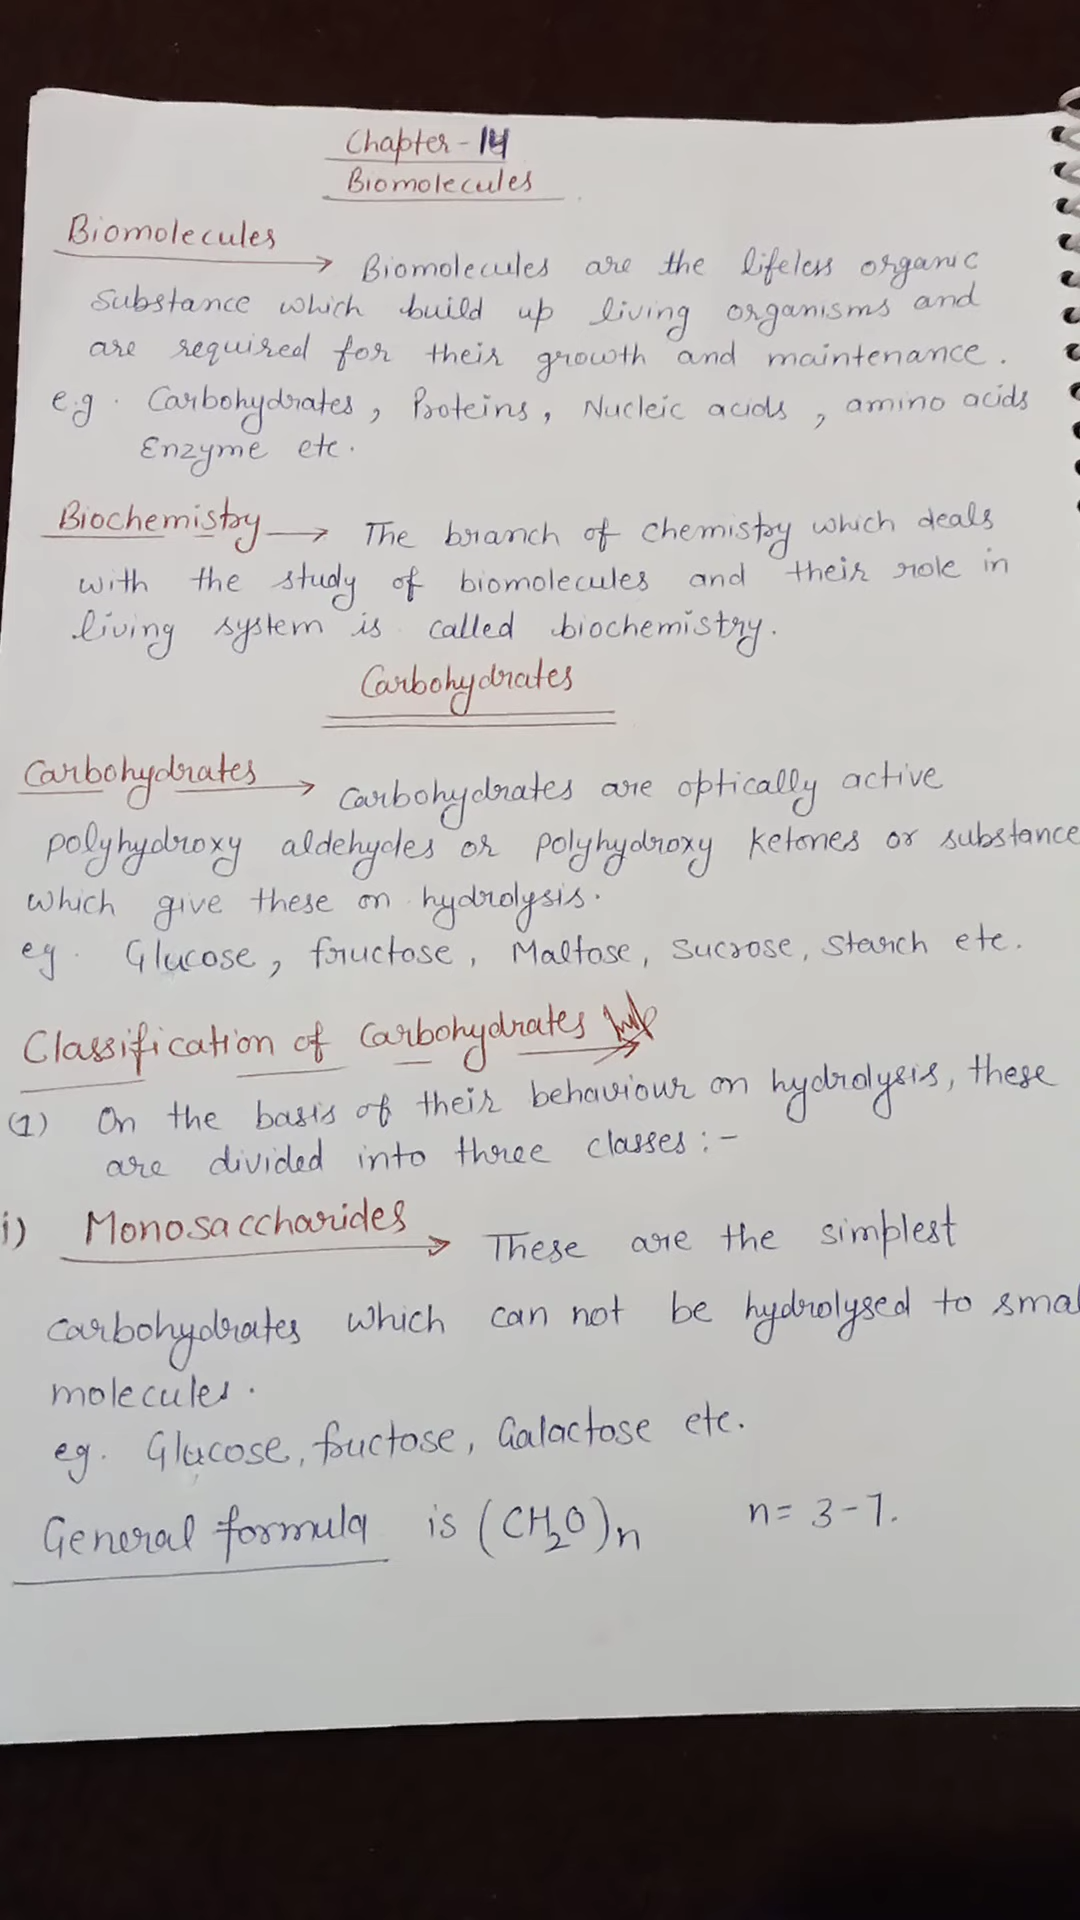 Chapter - 14
Biomolecules
Biomolecules
→ Biomolecules are the lifeless organic
substance which build up living organisms and
are required for their growth and maintenance.
e.g. Carbohydrates, Proteins, Nucleic acids, amino acids
Enzyme etc.
Biochemistry → The branch of chemistry which deals
with the study of biomolecules and their role in
living system is called biochemistry.
Carbohydrates
Carbohydrates → Carbohydrates are optically active
polyhydroxy aldehydes or polyhydroxy ketones or substance
which give these on hydrolysis.
eg. Glucose, fructose, Maltose, sucrose, starch etc.
Classification of Carbohydrates Imp
(1) On the basis of their behaviour on hydrolysis, these
are divided into three classes :-
i) Monosaccharides → These are the simplest
carbohydrates which can not be hydrolysed to smal
molecules.
eg. Glucose, fructose, Galactose etc.
General formula is (CH₂O)n n = 3-7.